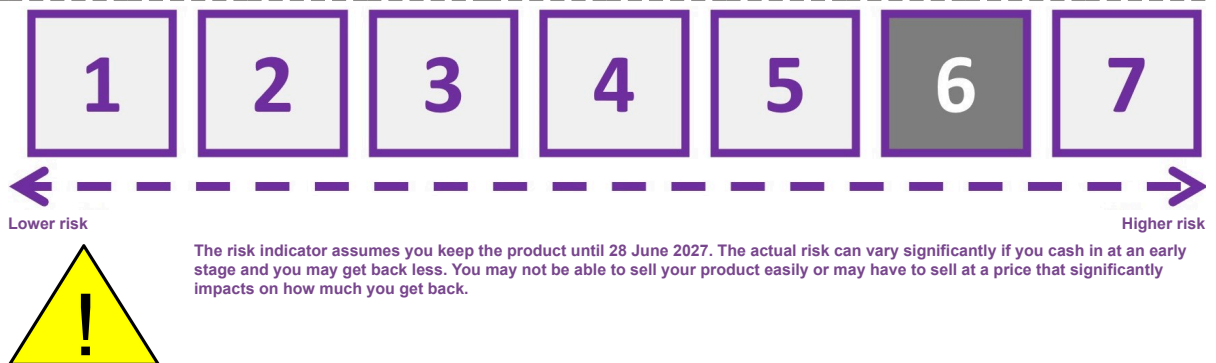 1 2 3 4 5 6 7
Lower risk Higher risk
The risk indicator assumes you keep the product until 28 June 2027. The actual risk can vary significantly if you cash in at an early
stage and you may get back less. You may not be able to sell your product easily or may have to sell at a price that significantly
impacts on how much you get back.
!